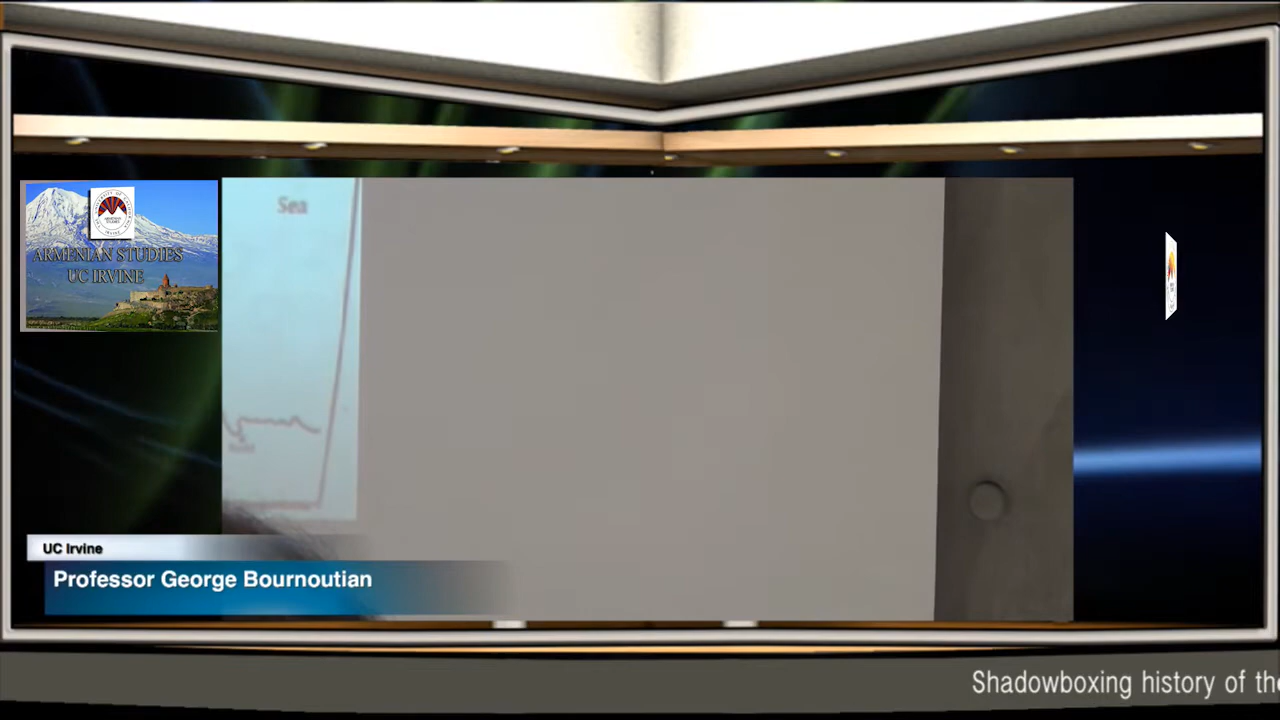 ARMENIAN STUDIES
UC IRVINE
Sea
UC Irvine
Professor George Bournoutian
Shadowboxing history of the